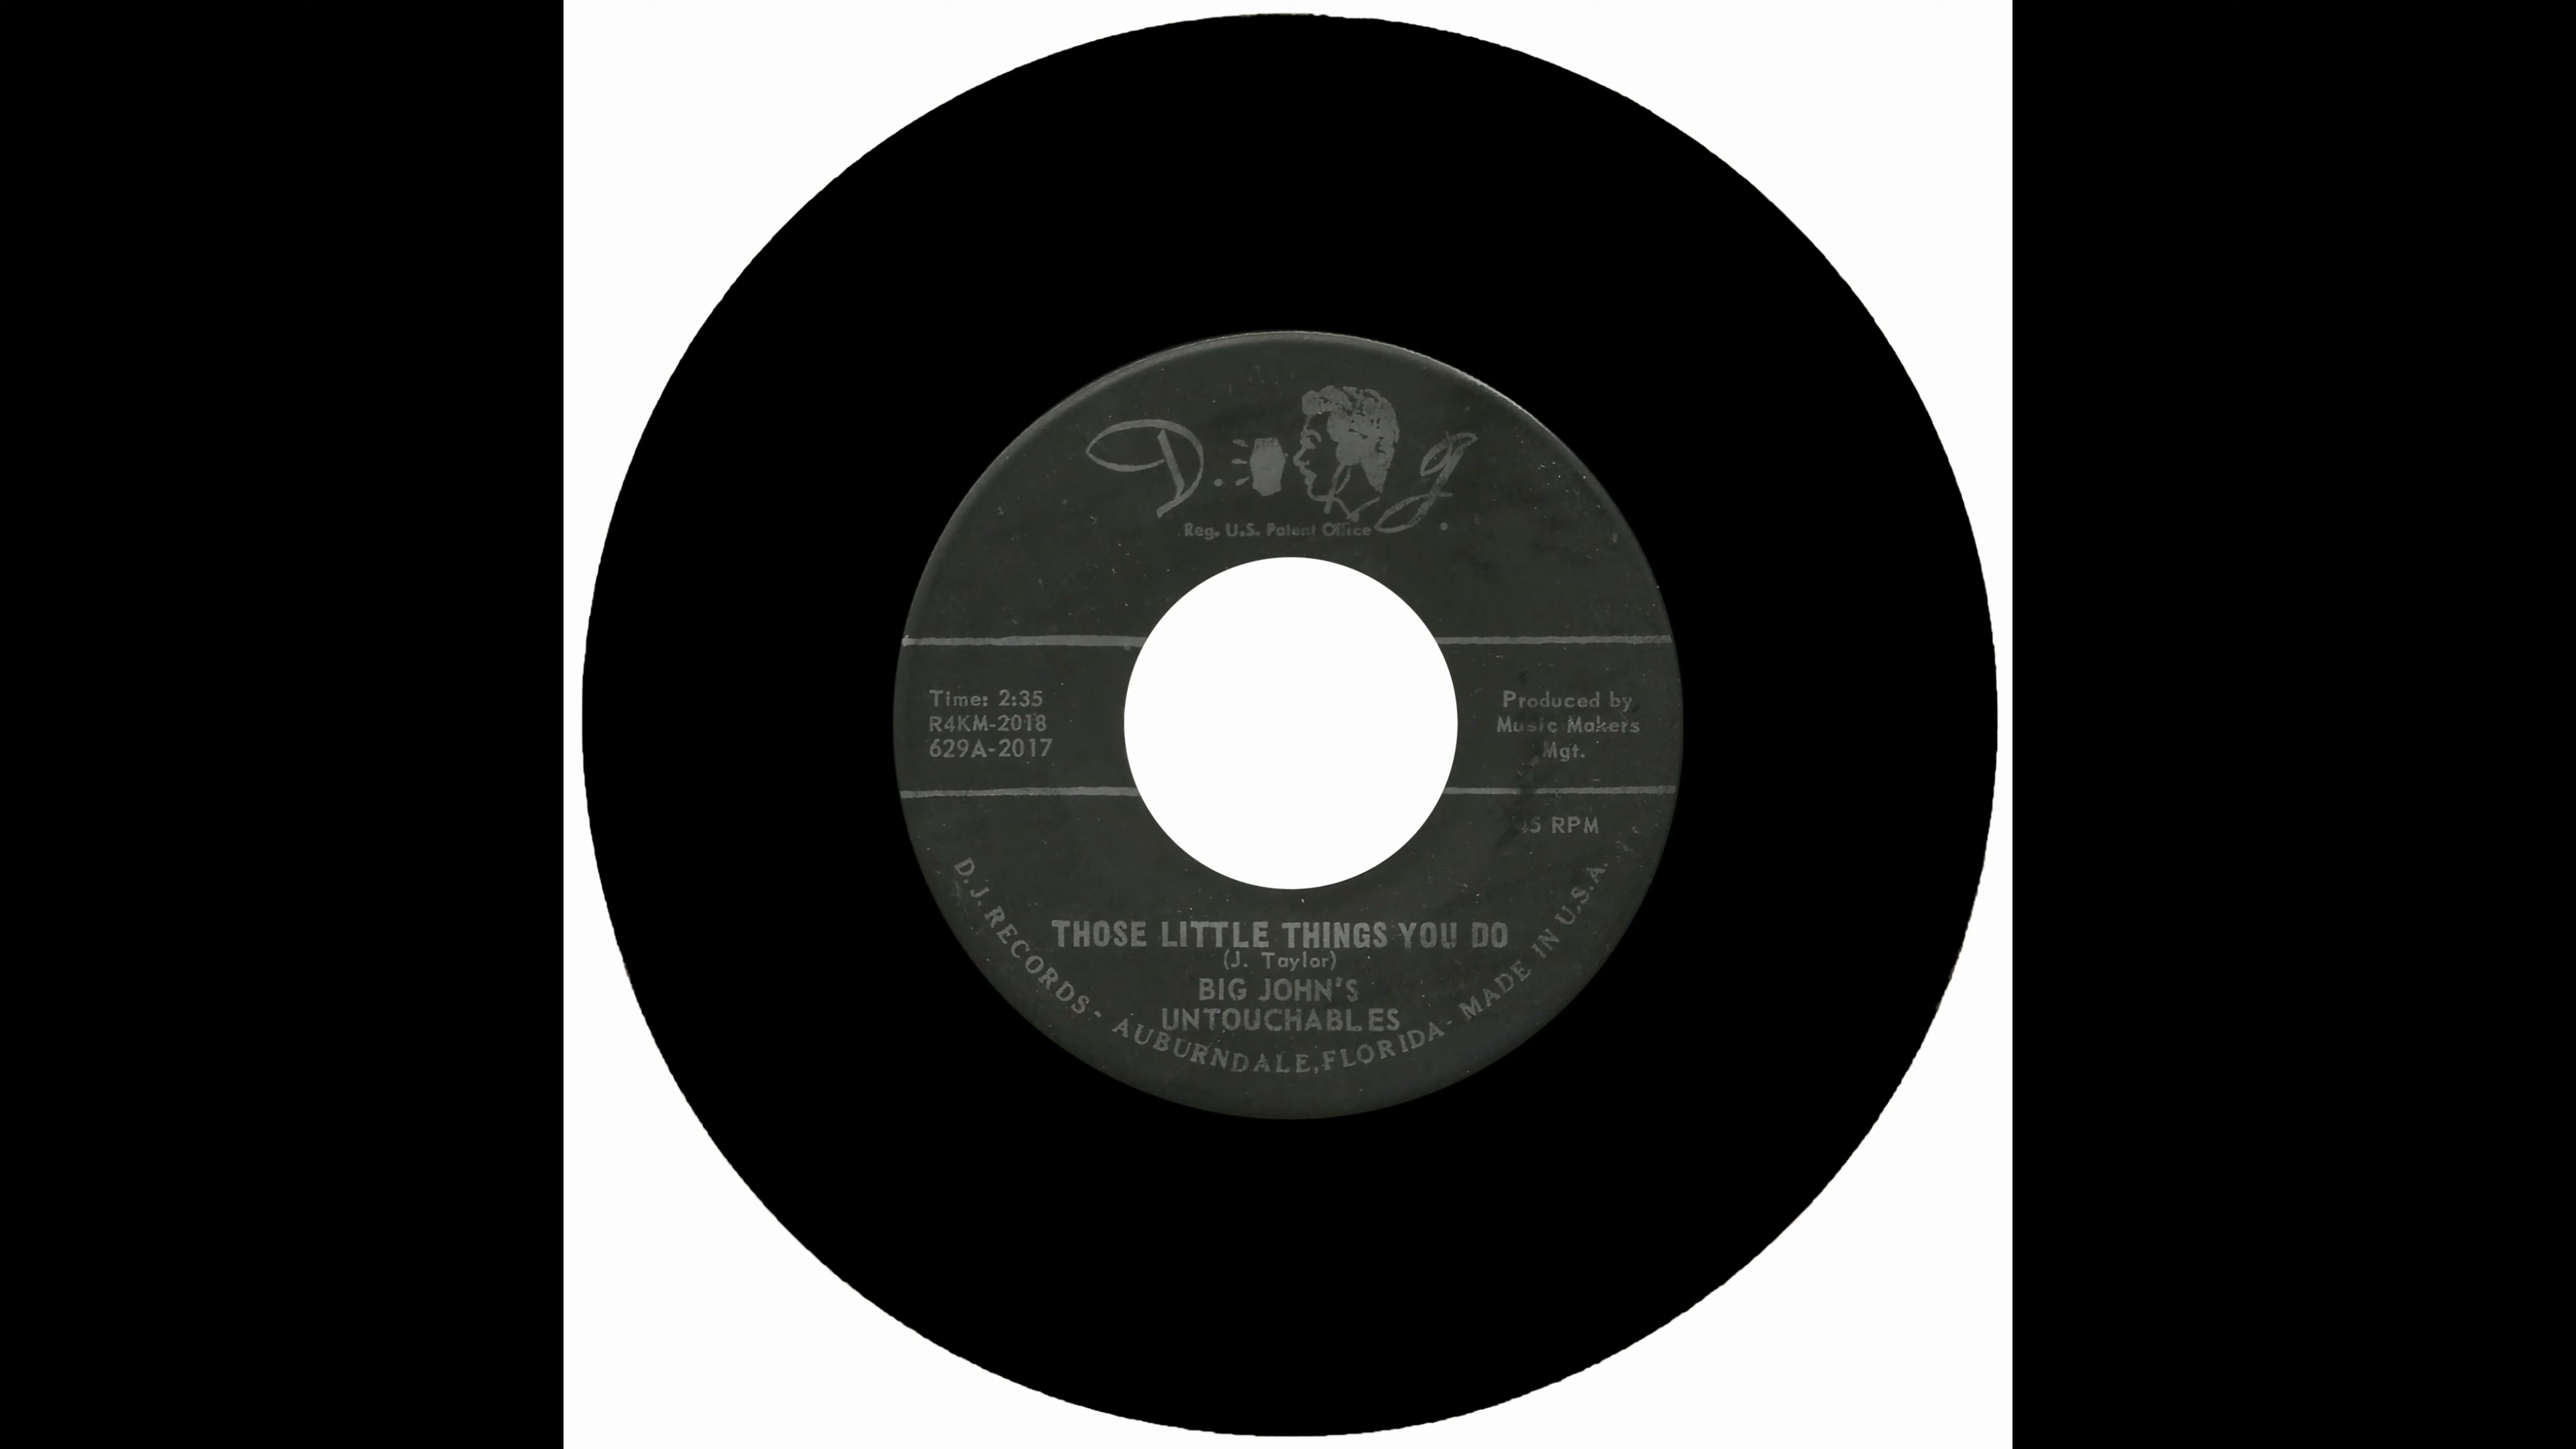 D. J.
Reg. U.S. Patent Office
Time: 2:35
R4KM-2018
629A-2017
Produced by
Music Makers
Mgt.
45 RPM
THOSE LITTLE THINGS YOU DO
(J. Taylor)
BIG JOHN'S
UNTOUCHABLES
D.J. RECORDS - AUBURNDALE, FLORIDA - MADE IN U.S.A.